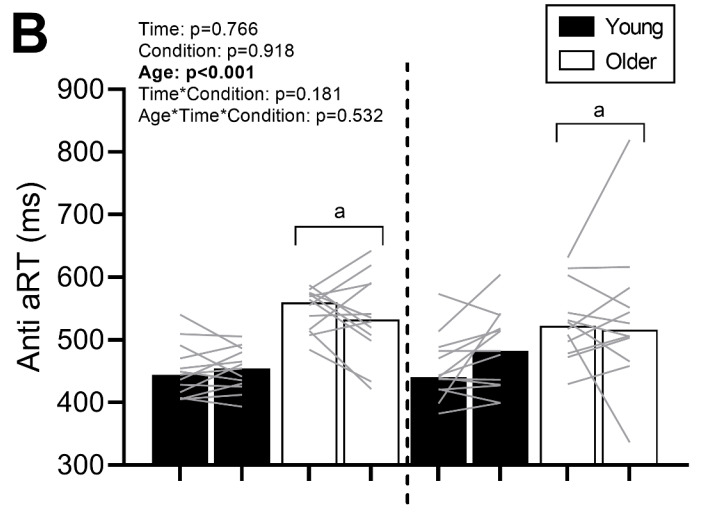 B
Time: p=0.766
Condition: p=0.918
Age: p<0.001
Time*Condition: p=0.181
Age*Time*Condition: p=0.532
Young
Older
Anti aRT (ms)
900
800
700
600
500
400
300
a
a